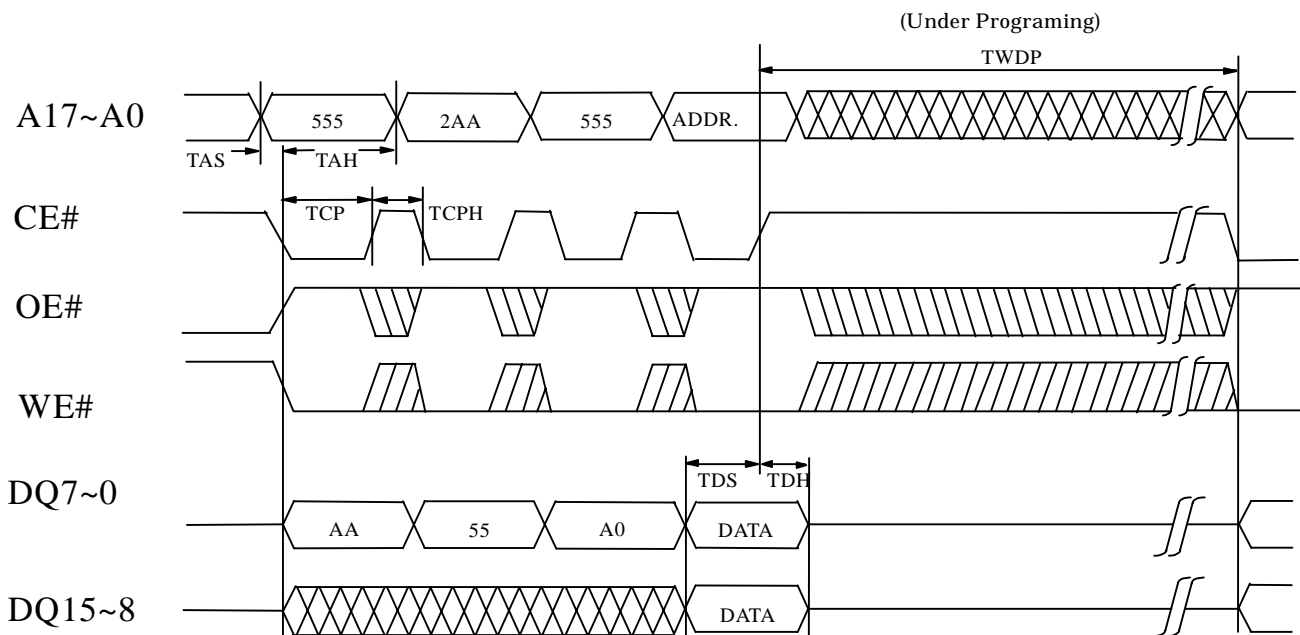 (Under Programing)
TWDP
A17~A0
555
2AA
555
ADDR.
TAS
TAH
CE#
TCP
TCPH
OE#
WE#
DQ7~0
TDS
TDH
AA
55
A0
DATA
DQ15~8
DATA